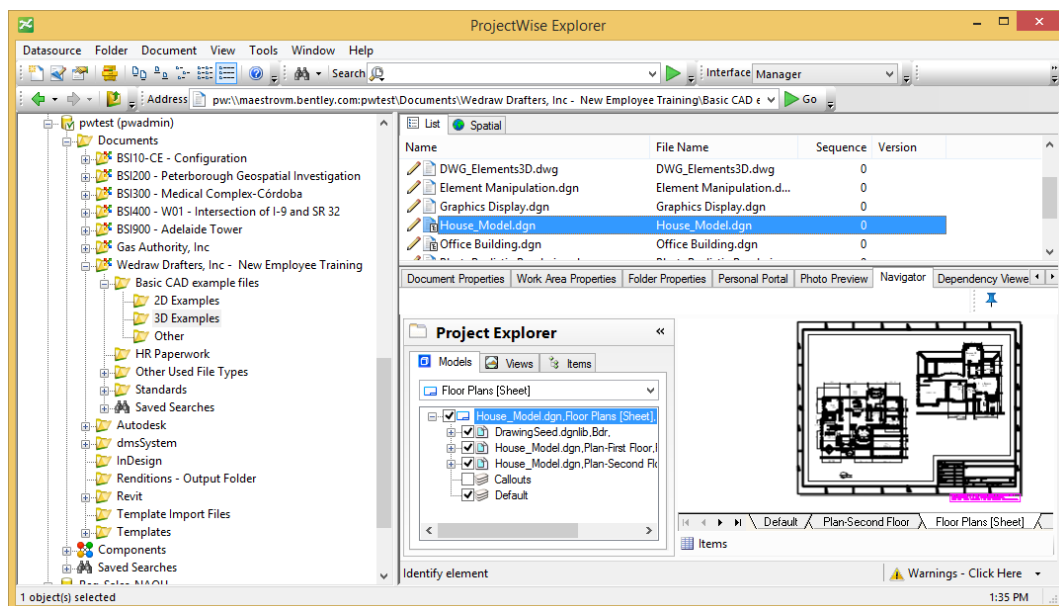 ProjectWise Explorer
Datasource Folder Document View Tools Window Help
Search Interface Manager
Address pw:\\maestrovm.bentley.com:pwtest\Documents\Wedraw Drafters, Inc - New Employee Training\Basic CAD e Go
pwtest (pwadmin)
Documents
BSI10-CE - Configuration
BSI200 - Peterborough Geospatial Investigation
BSI300 - Medical Complex-Córdoba
BSI400 - W01 - Intersection of I-9 and SR 32
BSI900 - Adelaide Tower
Gas Authority, Inc
Wedraw Drafters, Inc - New Employee Training
Basic CAD example files
2D Examples
3D Examples
Other
HR Paperwork
Other Used File Types
Standards
Saved Searches
Autodesk
dmsSystem
InDesign
Renditions - Output Folder
Revit
Template Import Files
Templates
Components
Saved Searches
List Spatial
Name File Name Sequence Version
DWG_Elements3D.dwg DWG_Elements3D.dwg 0
Element Manipulation.dgn Element Manipulation.d... 0
Graphics Display.dgn Graphics Display.dgn 0
House_Model.dgn House_Model.dgn 0
Office Building.dgn Office Building.dgn 0
Document Properties Work Area Properties Folder Properties Personal Portal Photo Preview Navigator Dependency Viewe
Project Explorer «
Models Views Items
Floor Plans [Sheet]
House_Model.dgn,Floor Plans [Sheet],
DrawingSeed.dgnlib,Bdr,
House_Model.dgn,Plan-First Floor,
House_Model.dgn,Plan-Second Flo
Callouts
Default
Default Plan-Second Floor Floor Plans [Sheet]
Items
Identify element Warnings - Click Here
1 object(s) selected 1:35 PM